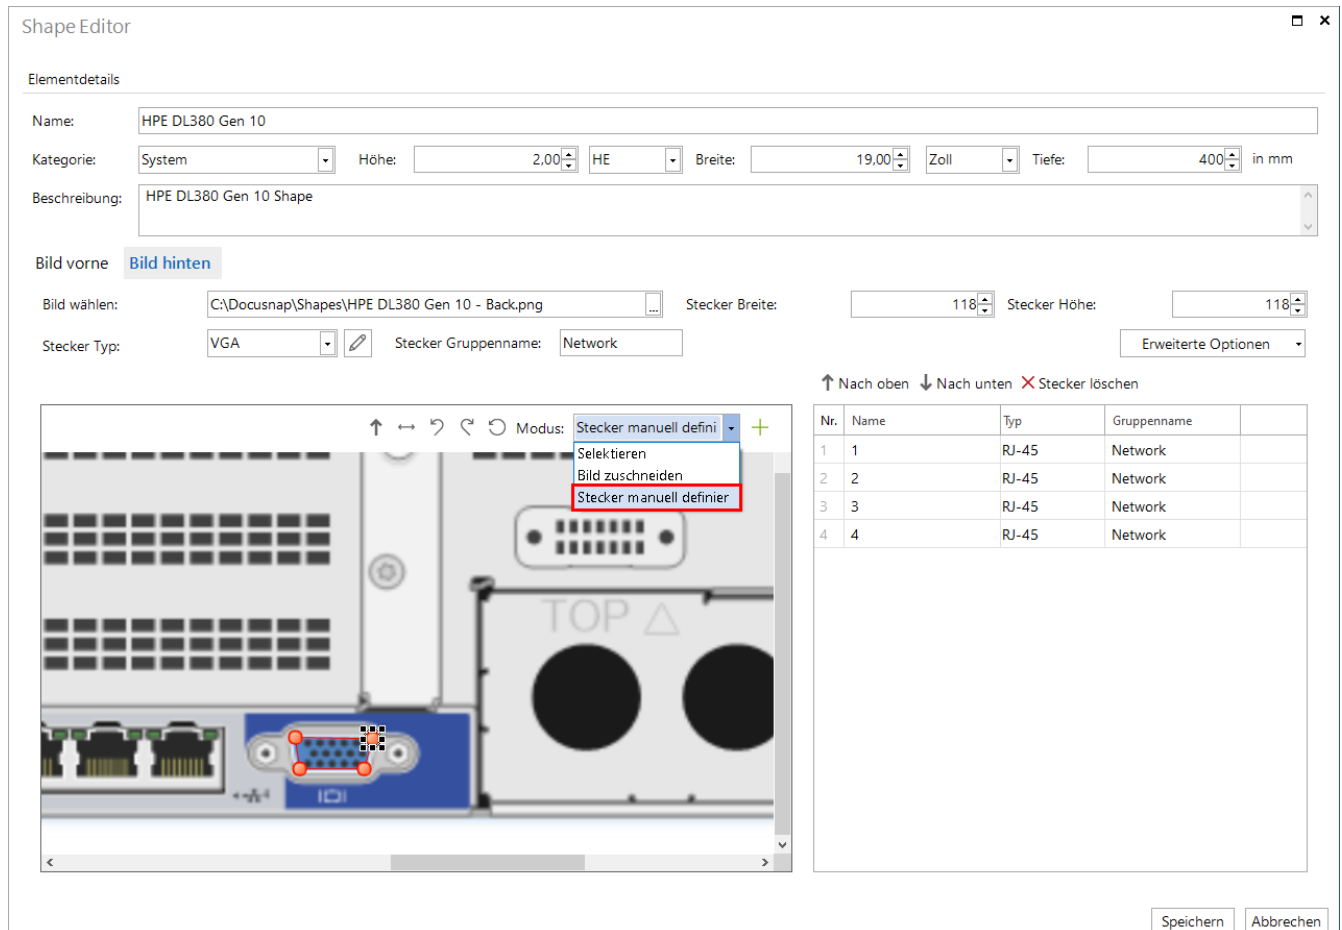 Shape Editor
Elementdetails
Name: HPE DL380 Gen 10
Kategorie: System Höhe: 2,00 HE Breite: 19,00 Zoll Tiefe: 400 in mm
Beschreibung: HPE DL380 Gen 10 Shape
Bild vorne Bild hinten
Bild wählen: C:\Docusnap\Shapes\HPE DL380 Gen 10 - Back.png ... Stecker Breite: 118 Stecker Höhe: 118
Stecker Typ: VGA Stecker Gruppenname: Network Erweiterte Optionen
Nach oben Nach unten Stecker löschen
Modus: Stecker manuell defini
Selektieren
Bild zuschneiden
Stecker manuell definier
TOP
4
Nr. Name Typ Gruppenname
1 1 RJ-45 Network
2 2 RJ-45 Network
3 3 RJ-45 Network
4 4 RJ-45 Network
Speichern Abbrechen